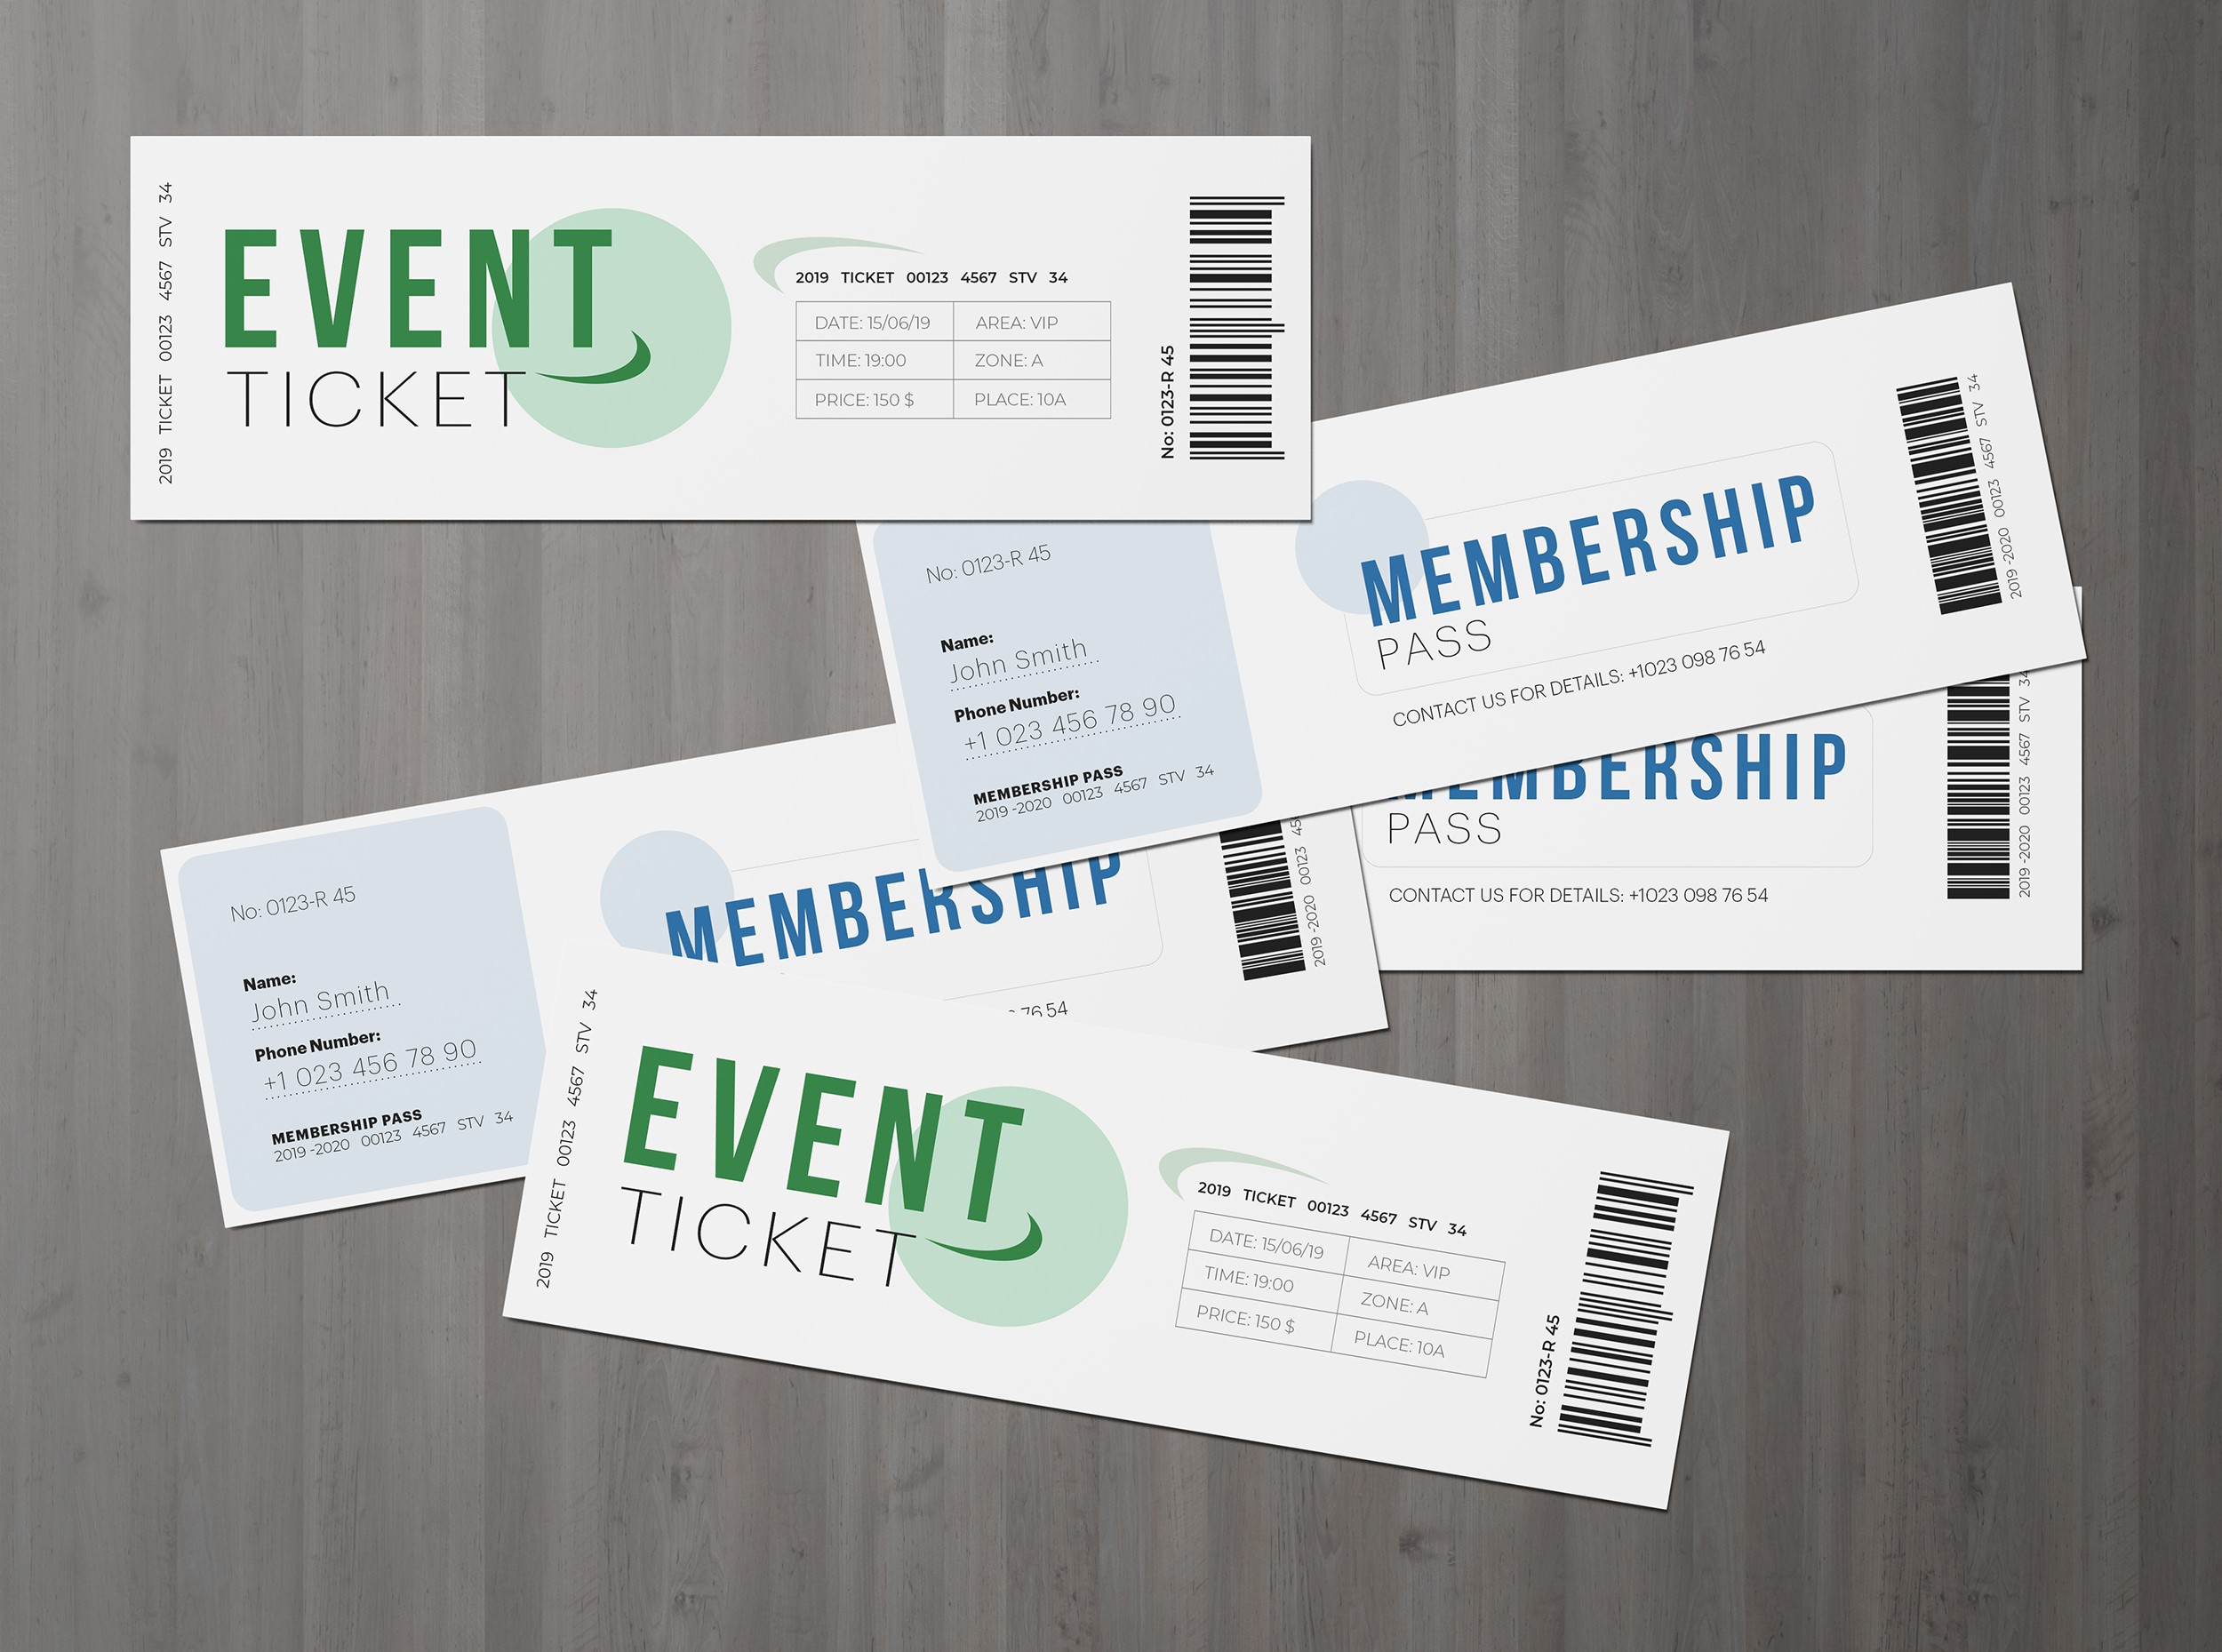 2019 TICKET 00123 4567 STV 34
EVENT
TICKET
2019 TICKET 00123 4567 STV 34
DATE: 15/06/19 AREA: VIP
TIME: 19:00 ZONE: A
PRICE: 150 $ PLACE: 10A
No: 0123-R 45
No: 0123-R 45
Name:
John Smith
Phone Number:
+1 023 456 78 90
MEMBERSHIP PASS
2019-2020 00123 4567 STV 34
MEMBERSHIP
PASS
CONTACT US FOR DETAILS: +1023 098 76 54
2019-2020 00123 4567 STV 34
MEMBERSHIP
PASS
CONTACT US FOR DETAILS: +1023 098 76 54
2019-2020 00123 4567 STV 34
No: 0123-R 45
Name:
John Smith
Phone Number:
+1 023 456 78 90
MEMBERSHIP PASS
2019-2020 00123 4567 STV 34
MEMBERSHIP
76 54
2019-2020 00123 45
2019 TICKET 00123 4567 STV 34
EVENT
TICKET
2019 TICKET 00123 4567 STV 34
DATE: 15/06/19 AREA: VIP
TIME: 19:00 ZONE: A
PRICE: 150 $ PLACE: 10A
No: 0123-R 45